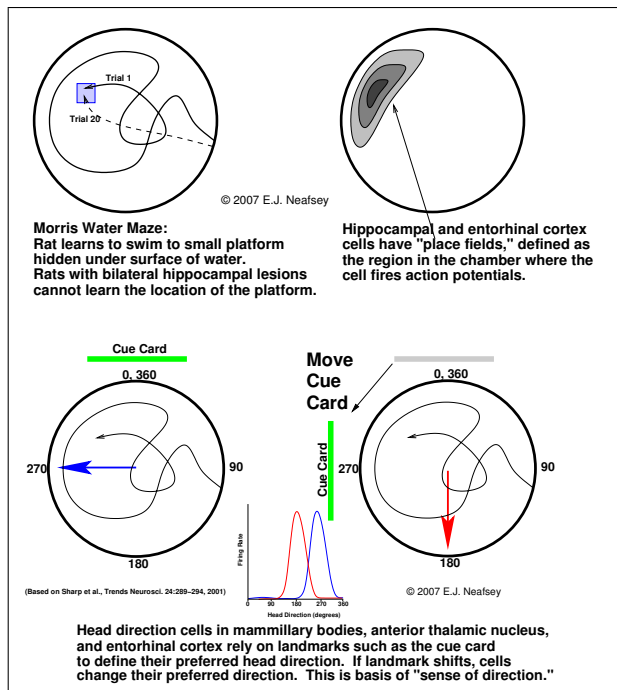 Trial 1
Trial 20
© 2007 E.J. Neafsey
Morris Water Maze:
Rat learns to swim to small platform
hidden under surface of water.
Rats with bilateral hippocampal lesions
cannot learn the location of the platform.
Hippocampal and entorhinal cortex
cells have "place fields," defined as
the region in the chamber where the
cell fires action potentials.
Cue Card
0, 360
270
90
180
Move
Cue
Card
Cue Card
0, 360
270
90
180
Firing Rate
0 90 180 270 360
Head Direction (degrees)
(Based on Sharp et al., Trends Neurosci. 24:289–294, 2001)
© 2007 E.J. Neafsey
Head direction cells in mammillary bodies, anterior thalamic nucleus,
and entorhinal cortex rely on landmarks such as the cue card
to define their preferred head direction. If landmark shifts, cells
change their preferred direction. This is basis of "sense of direction."